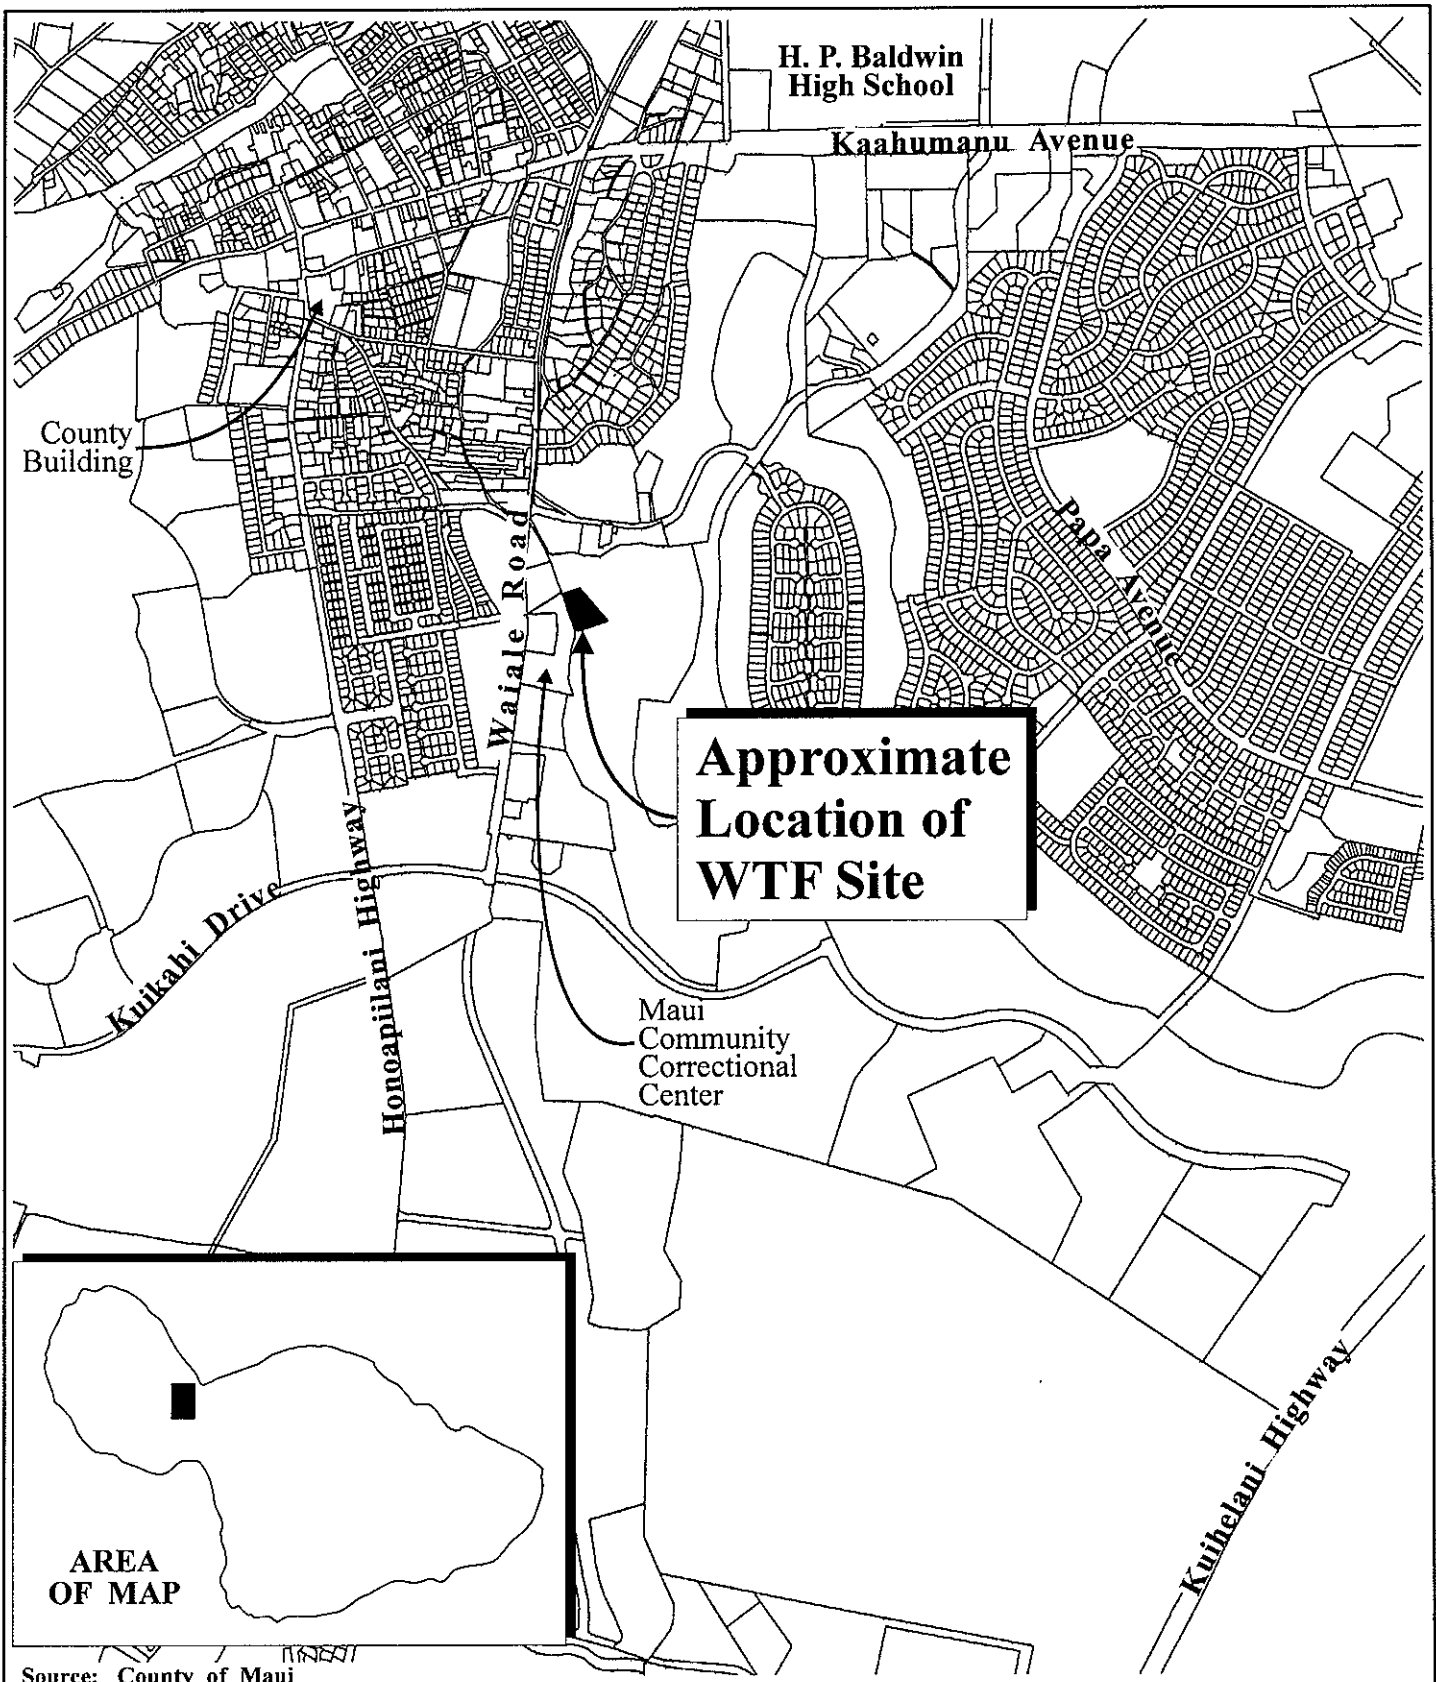 H. P. Baldwin
High School
Kaahumanu Avenue
County
Building
Papa Avenue
Waiale Road
Approximate
Location of
WTF Site
Honoapiilani Highway
Kuikahi Drive
Maui
Community
Correctional
Center
Kuihelani Highway
AREA
OF MAP
Source: County of Maui